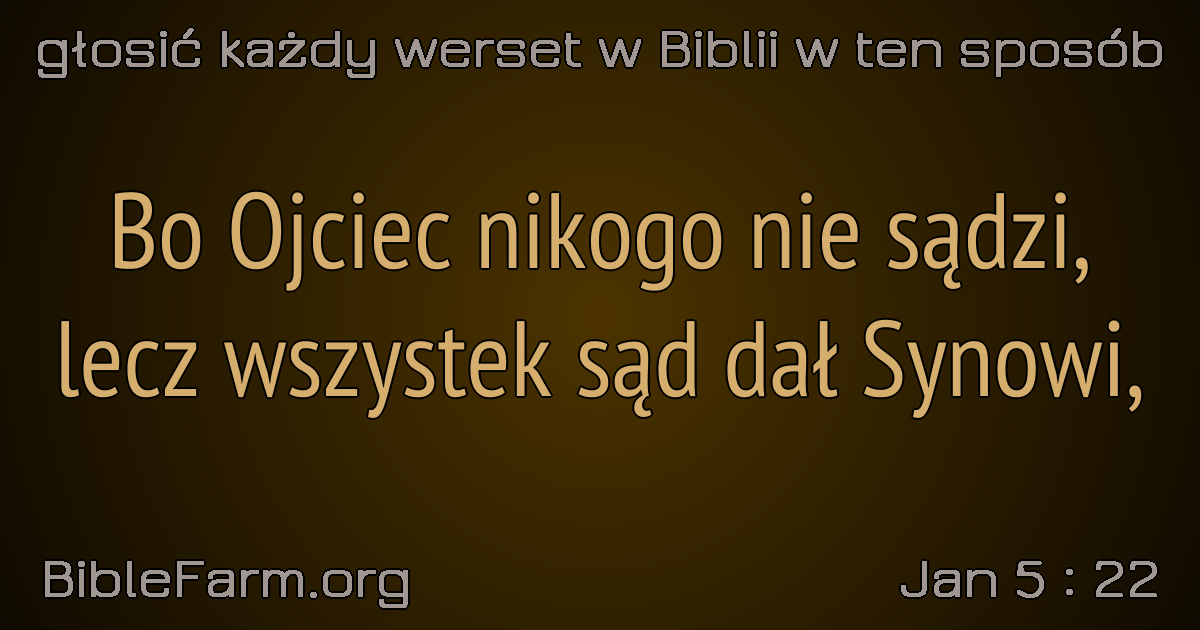 głosić każdy werset w Biblii w ten sposób
Bo Ojciec nikogo nie sądzi,
lecz wszystek sąd dał Synowi,
BibleFarm.org
Jan 5 : 22